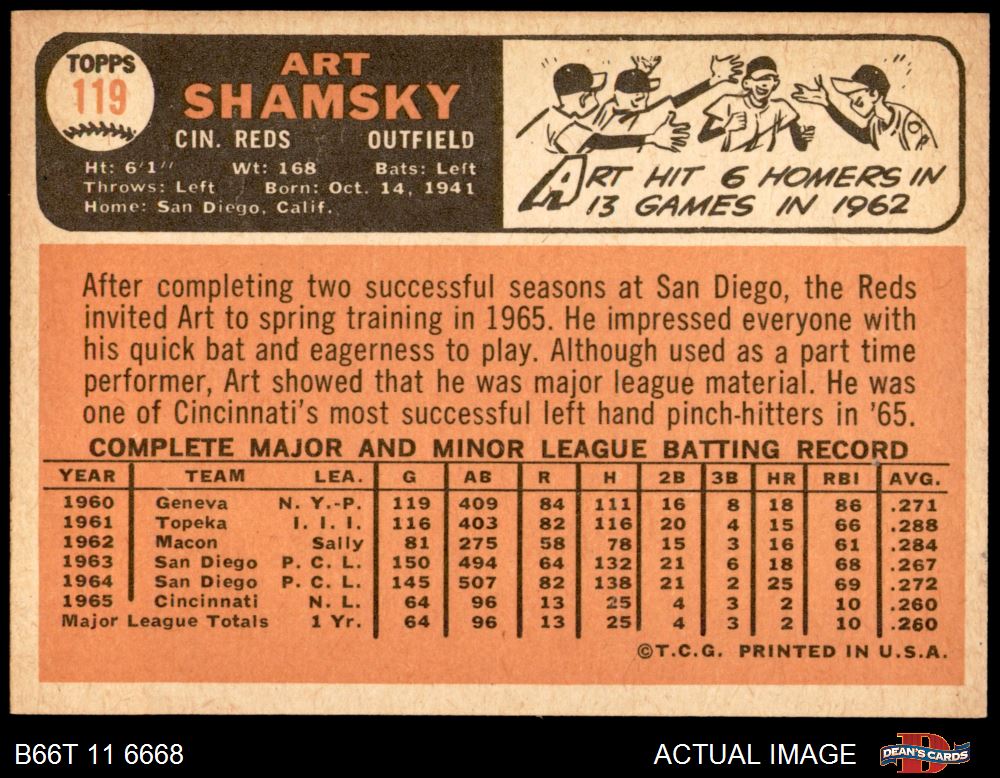 TOPPS
119
ART
SHAMSKY
CIN. REDS OUTFIELD
Ht: 6'1" Wt: 168 Bats: Left
Throws: Left Born: Oct. 14, 1941
Home: San Diego, Calif.
ART HIT 6 HOMERS IN
13 GAMES IN 1962
After completing two successful seasons at San Diego, the Reds
invited Art to spring training in 1965. He impressed everyone with
his quick bat and eagerness to play. Although used as a part time
performer, Art showed that he was major league material. He was
one of Cincinnati's most successful left hand pinch-hitters in '65.
COMPLETE MAJOR AND MINOR LEAGUE BATTING RECORD
YEAR TEAM LEA. G AB R H 2B 3B HR RBI AVG.
1960 Geneva N. Y.-P. 119 409 84 111 16 8 18 86 .271
1961 Topeka I. I. I. 116 403 82 116 20 4 15 66 .288
1962 Macon Sally 81 275 58 78 15 3 16 61 .284
1963 San Diego P. C. L. 150 494 64 132 21 6 18 68 .267
1964 San Diego P. C. L. 145 507 82 138 21 2 25 69 .272
1965 Cincinnati N. L. 64 96 13 25 4 3 2 10 .260
Major League Totals 1 Yr. 64 96 13 25 4 3 2 10 .260
©T.C.G. PRINTED IN U.S.A.
B66T 11 6668 ACTUAL IMAGE DEAN'S CARDS